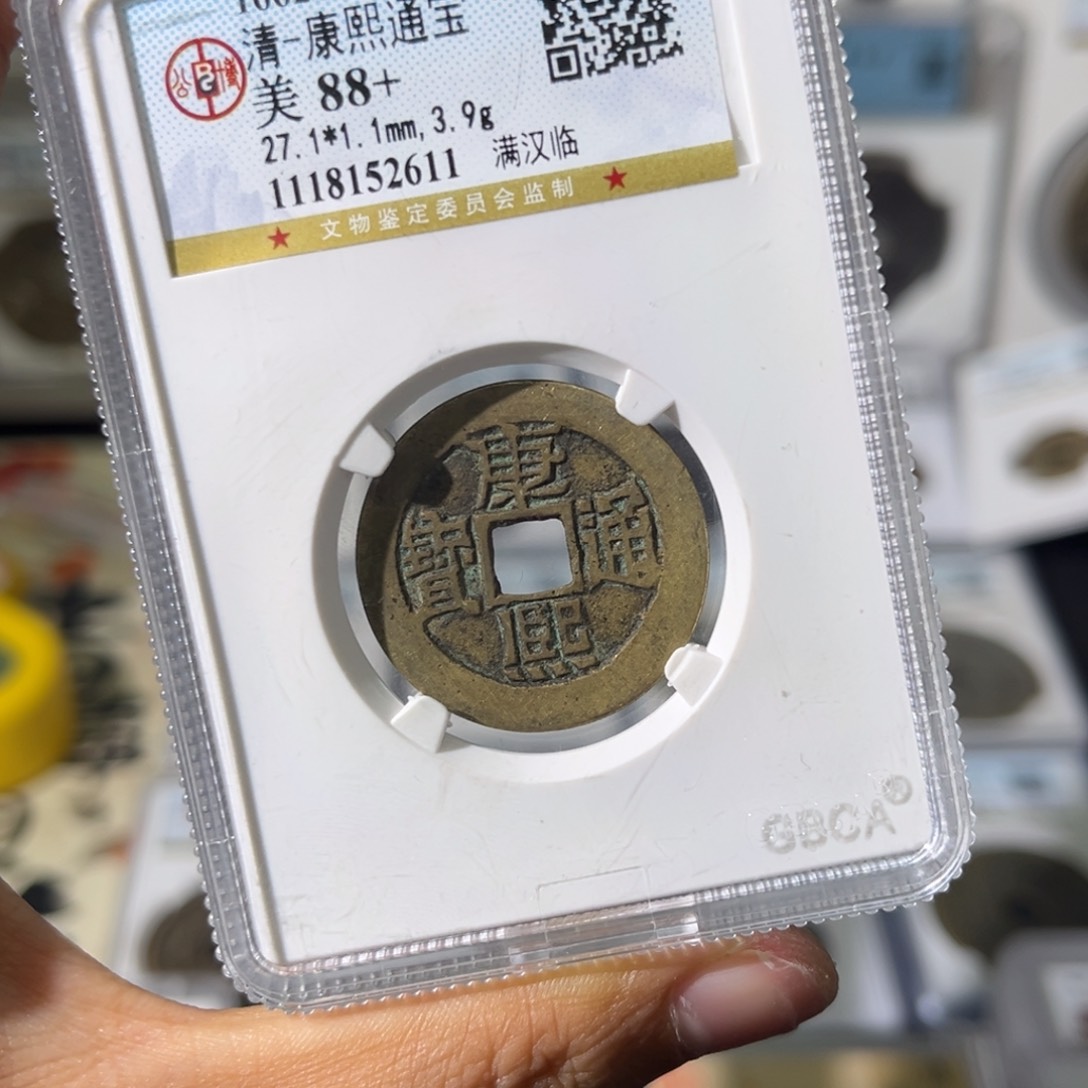 清-康熙通宝
美 88+
27.1*1.1mm, 3.9g
1118152611 满汉临
★ 文物鉴定委员会监制 ★
康熙通寶
GBCA®